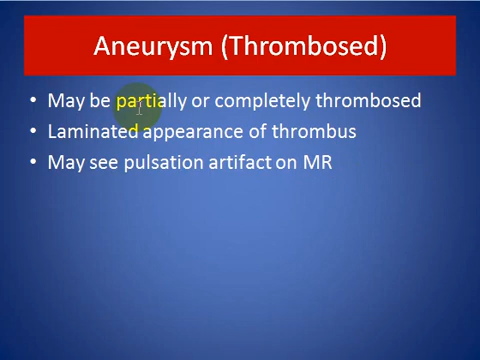 Aneurysm (Thrombosed)
• May be partially or completely thrombosed
• Laminated appearance of thrombus
• May see pulsation artifact on MR